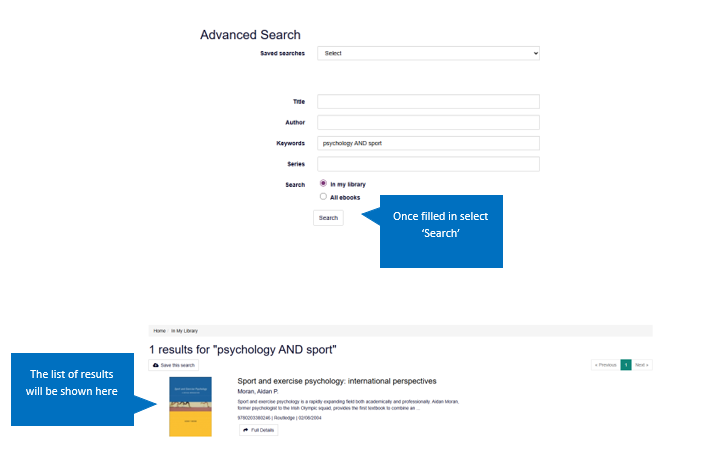 Advanced Search
Saved searches
Select
Title
Author
Keywords
psychology AND sport
Series
Search
In my library
All ebooks
Search
Once filled in select
'Search'
Home / In My Library
1 results for "psychology AND sport"
Save this search
« Previous 1 Next »
The list of results
will be shown here
Sport and exercise psychology: international perspectives
Moran, Aidan P.
Sport and exercise psychology is a rapidly expanding field both academically and professionally. Aidan Moran,
former psychologist to the Irish Olympic squad, provides the first textbook to combine an ...
9780203380246 | Routledge | 02/06/2004
Full Details